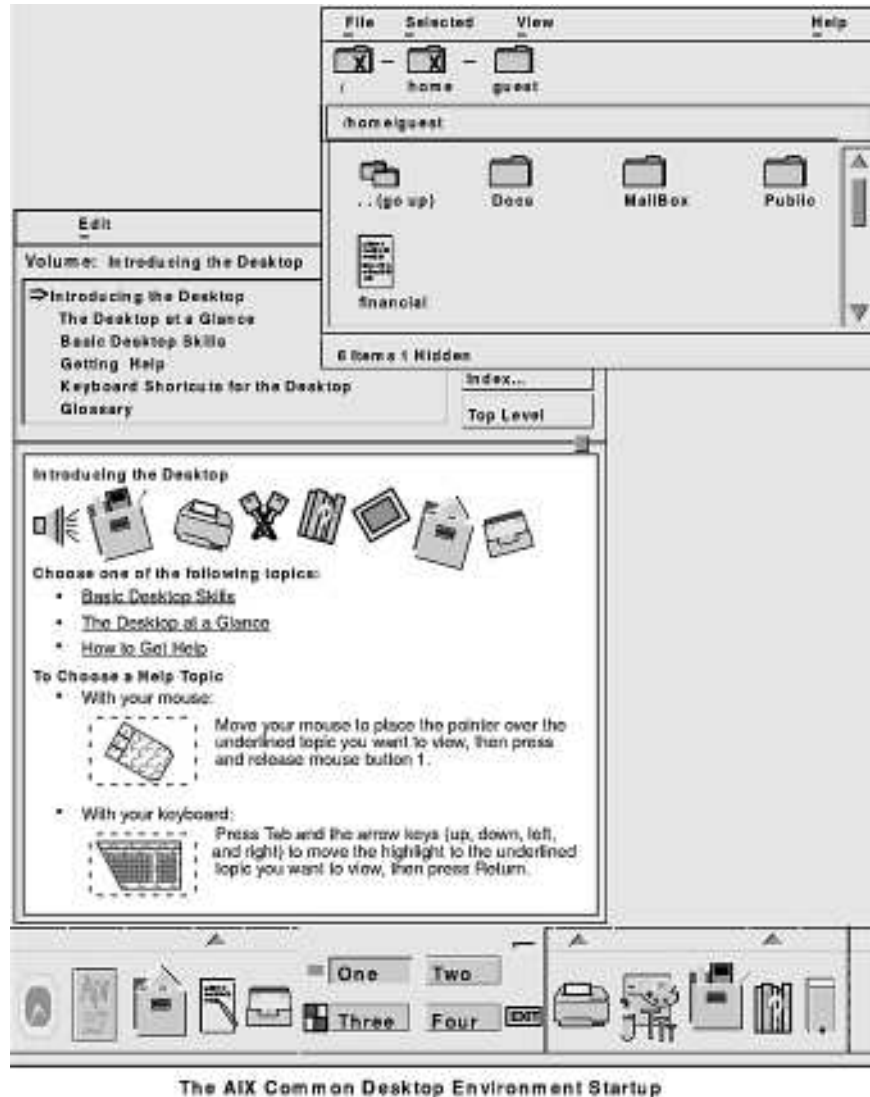 File Selected View Help
/ home guest
/home/guest
. . (go up) Docs MailBox Public
financial
6 Items 1 Hidden
Edit
Volume: Introducing the Desktop
Introducing the Desktop
The Desktop at a Glance
Basic Desktop Skills
Getting Help
Keyboard Shortcuts for the Desktop
Glossary
Index...
Top Level
Introducing the Desktop
Choose one of the following topics:
• Basic Desktop Skills
• The Desktop at a Glance
• How to Get Help
To Choose a Help Topic
• With your mouse:
Move your mouse to place the pointer over the
underlined topic you want to view, then press
and release mouse button 1.
• With your keyboard:
Press Tab and the arrow keys (up, down, left,
and right) to move the highlight to the underlined
topic you want to view, then press Return.
One Two
Three Four EXIT
The AIX Common Desktop Environment Startup